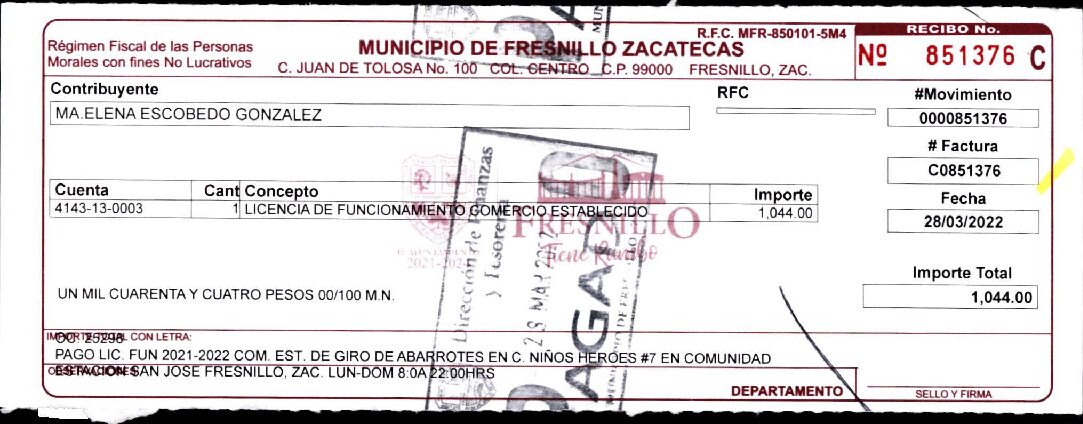 R.F.C. MFR-850101-5M4
RECIBO No.
Régimen Fiscal de las Personas
Morales con fines No Lucrativos
MUNICIPIO DE FRESNILLO ZACATECAS
C. JUAN DE TOLOSA No. 100 COL. CENTRO C.P. 99000 FRESNILLO, ZAC.
Nº 851376 C
Contribuyente
RFC
#Movimiento
MA.ELENA ESCOBEDO GONZALEZ
0000851376
# Factura
C0851376
Cuenta Cant Concepto Importe
Fecha
4143-13-0003 1 LICENCIA DE FUNCIONAMIENTO COMERCIO ESTABLECIDO 1,044.00
28/03/2022
FRESNILLO
Tiene Rumbo
2021-2024
Dirección de Finanzas
y Tesorería
PAGADO
Importe Total
1,044.00
UN MIL CUARENTA Y CUATRO PESOS 00/100 M.N.
IMPORTE TOTAL CON LETRA:
25298
PAGO LIC. FUN 2021-2022 COM. EST. DE GIRO DE ABARROTES EN C. NIÑOS HEROES #7 EN COMUNIDAD
ESTACION SAN JOSE FRESNILLO, ZAC. LUN-DOM 8:0A 22:00HRS
DEPARTAMENTO
SELLO Y FIRMA